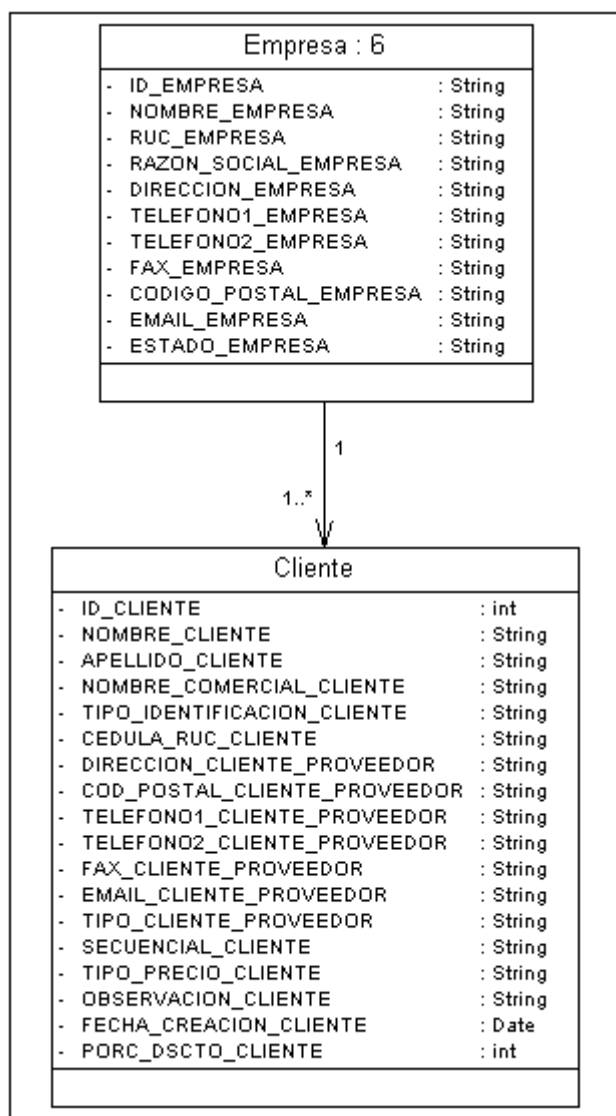 Empresa : 6
- ID_EMPRESA : String
- NOMBRE_EMPRESA : String
- RUC_EMPRESA : String
- RAZON_SOCIAL_EMPRESA : String
- DIRECCION_EMPRESA : String
- TELEFONO1_EMPRESA : String
- TELEFONO2_EMPRESA : String
- FAX_EMPRESA : String
- CODIGO_POSTAL_EMPRESA : String
- EMAIL_EMPRESA : String
- ESTADO_EMPRESA : String
1
1..*
Cliente
- ID_CLIENTE : int
- NOMBRE_CLIENTE : String
- APELLIDO_CLIENTE : String
- NOMBRE_COMERCIAL_CLIENTE : String
- TIPO_IDENTIFICACION_CLIENTE : String
- CEDULA_RUC_CLIENTE : String
- DIRECCION_CLIENTE_PROVEEDOR : String
- COD_POSTAL_CLIENTE_PROVEEDOR : String
- TELEFONO1_CLIENTE_PROVEEDOR : String
- TELEFONO2_CLIENTE_PROVEEDOR : String
- FAX_CLIENTE_PROVEEDOR : String
- EMAIL_CLIENTE_PROVEEDOR : String
- TIPO_CLIENTE_PROVEEDOR : String
- SECUENCIAL_CLIENTE : String
- TIPO_PRECIO_CLIENTE : String
- OBSERVACION_CLIENTE : String
- FECHA_CREACION_CLIENTE : Date
- PORC_DSCTO_CLIENTE : int